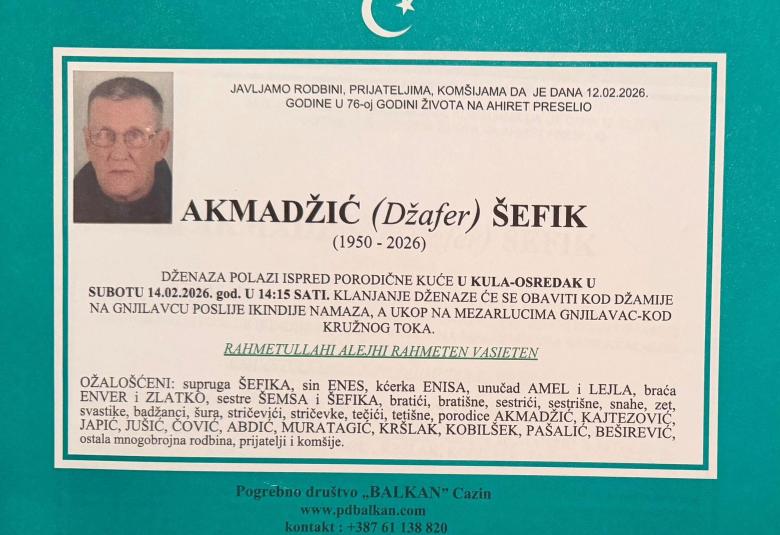 JAVLJAMO RODBINI, PRIJATELJIMA, KOMŠIJAMA DA JE DANA 12.02.2026.
GODINE U 76-oj GODINI ŽIVOTA NA AHIRET PRESELIO
AKMADŽIĆ (Džafer) ŠEFIK
(1950 - 2026)
DŽENAZA POLAZI ISPRED PORODIČNE KUĆE U KULA-OSREDAK U
SUBOTU 14.02.2026. god. U 14:15 SATI. KLANJANJE DŽENAZE ĆE SE OBAVITI KOD DŽAMIJE
NA GNJILAVCU POSLIJE IKINDIJE NAMAZA, A UKOP NA MEZARLUCIMA GNJILAVAC-KOD
KRUŽNOG TOKA.
RAHMETULLAHI ALEJHI RAHMETEN VASIETEN
OŽALOŠĆENI: supruga ŠEFIKA, sin ENES, kćerka ENISA, unučad AMEL i LEJLA, braća
ENVER i ZLATKO, sestre ŠEMSA i ŠEFIKA, bratići, bratišne, sestrići, sestrišne, snahe, zet,
svastike, badžanci, šura, stričevjći, stričevke, tečići, tetišne, porodice AKMADŽIĆ, KAJTEZOVIĆ,
JAPIĆ, JUŠIĆ, ČOVIĆ, ABDIĆ, MURATAGIĆ, KRŠLAK, KOBILŠEK, PAŠALIĆ, BEŠIREVIĆ,
ostala mnogobrojna rodbina, prijatelji i komšije.
Pogrebno društvo „BALKAN" Cazin
www.pdbalkan.com
kontakt : +387 61 138 820